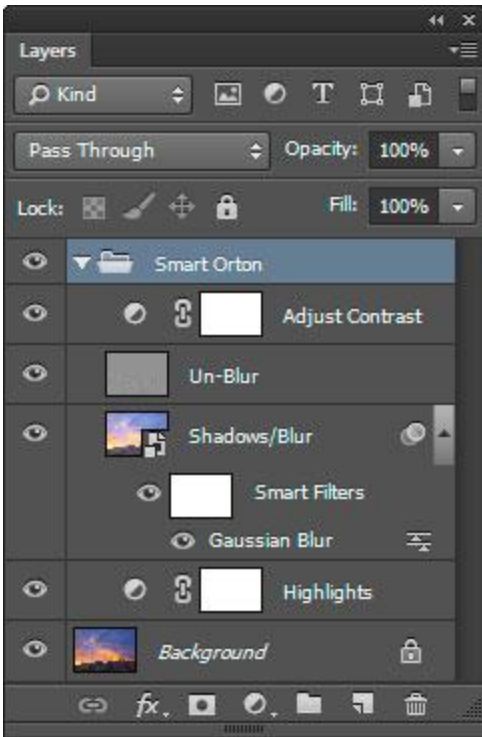 Layers
Kind
T
Pass Through Opacity: 100%
Lock: Fill: 100%
Smart Orton
Adjust Contrast
Un-Blur
Shadows/Blur
Smart Filters
Gaussian Blur
Highlights
Background
fx.